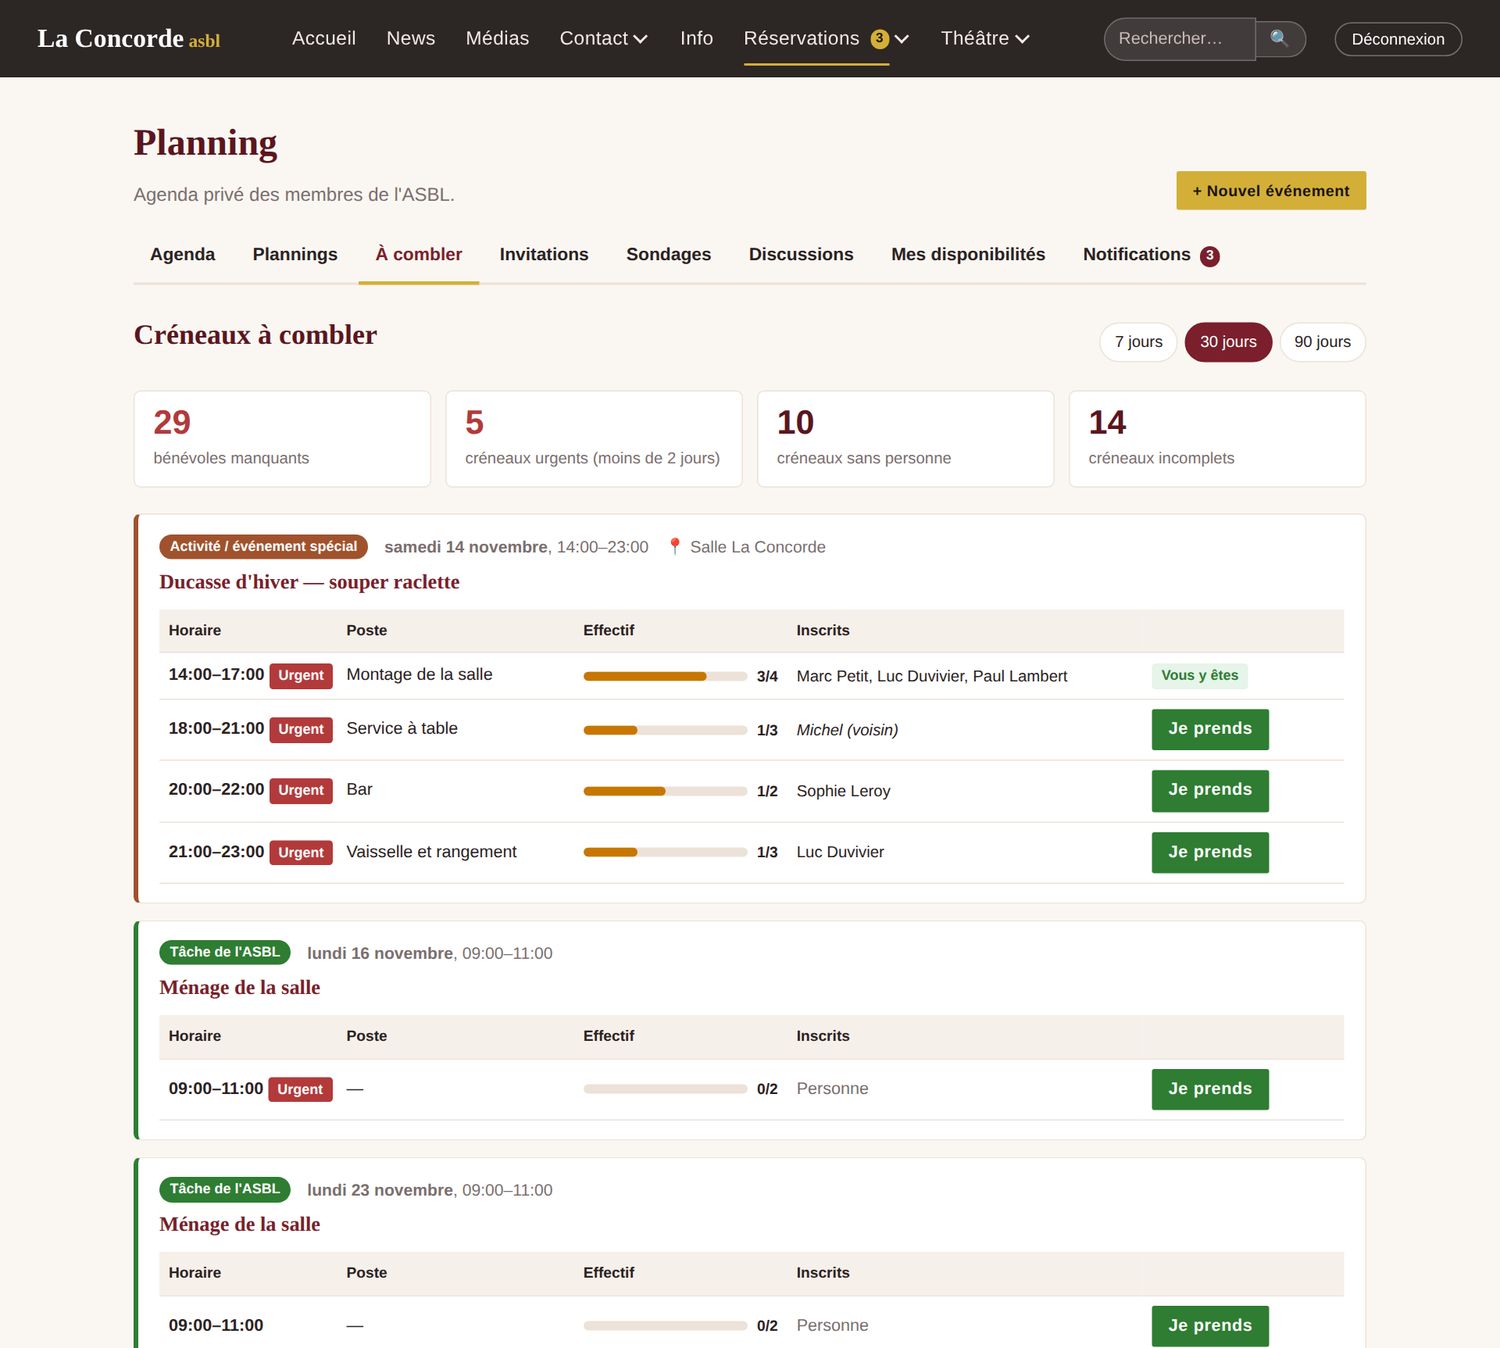 La Concorde asbl Accueil News Médias Contact Info Réservations 3 Théâtre Rechercher... Déconnexion
Planning
Agenda privé des membres de l'ASBL.
+ Nouvel événement
Agenda Plannings À combler Invitations Sondages Discussions Mes disponibilités Notifications 3
Créneaux à combler
7 jours 30 jours 90 jours
29 5 10 14
bénévoles manquants créneaux urgents (moins de 2 jours) créneaux sans personne créneaux incomplets
Activité / événement spécial samedi 14 novembre, 14:00–23:00 Salle La Concorde
Ducasse d'hiver — souper raclette
Horaire Poste Effectif Inscrits
14:00–17:00 Urgent Montage de la salle 3/4 Marc Petit, Luc Duvivier, Paul Lambert Vous y êtes
18:00–21:00 Urgent Service à table 1/3 Michel (voisin) Je prends
20:00–22:00 Urgent Bar 1/2 Sophie Leroy Je prends
21:00–23:00 Urgent Vaisselle et rangement 1/3 Luc Duvivier Je prends
Tâche de l'ASBL lundi 16 novembre, 09:00–11:00
Ménage de la salle
Horaire Poste Effectif Inscrits
09:00–11:00 Urgent — 0/2 Personne Je prends
Tâche de l'ASBL lundi 23 novembre, 09:00–11:00
Ménage de la salle
Horaire Poste Effectif Inscrits
09:00–11:00 — 0/2 Personne Je prends